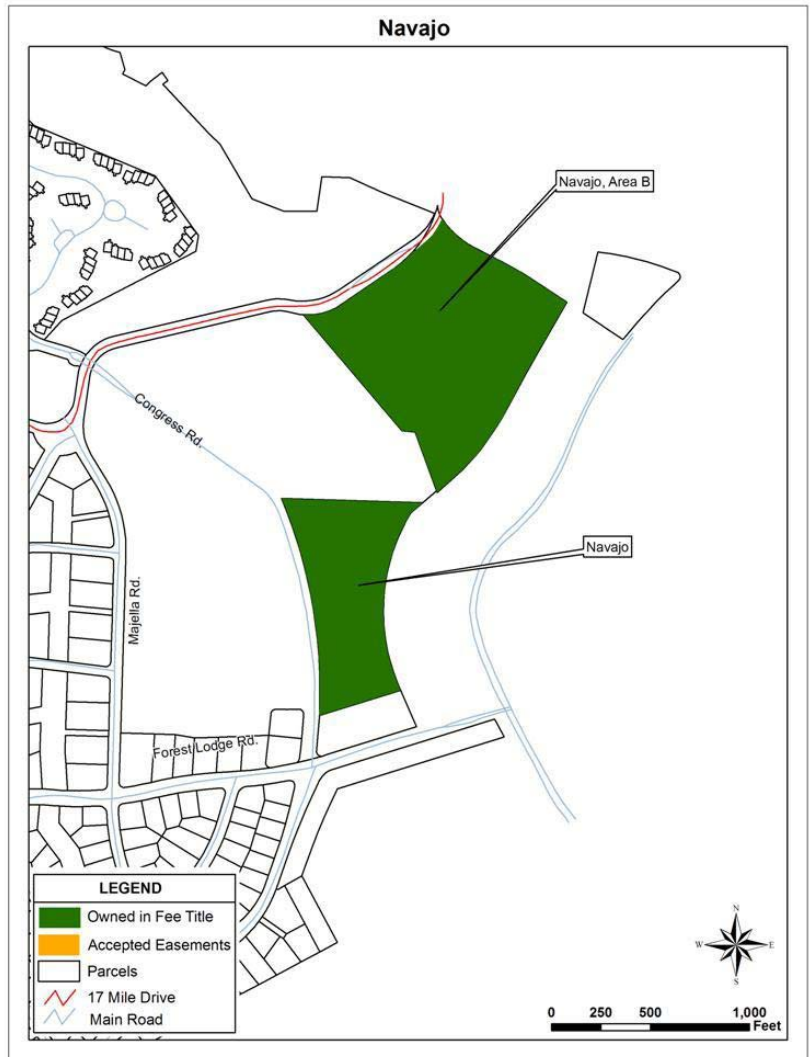 Navajo
Navajo, Area B
Congress Rd.
Navajo
Majella Rd.
Forest Lodge Rd.
LEGEND
Owned in Fee Title
Accepted Easements
Parcels
17 Mile Drive
Main Road
N
W E
S
0 250 500 1,000
Feet